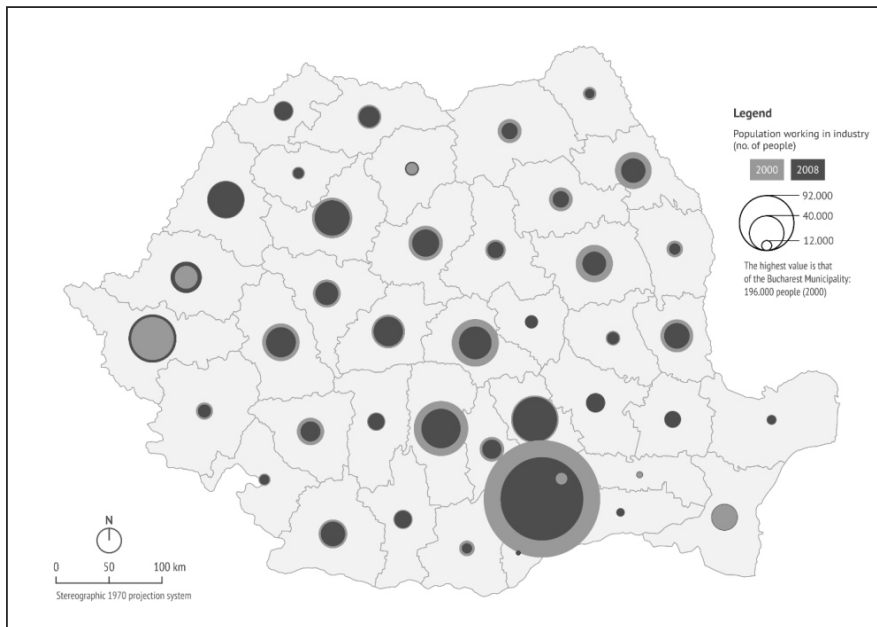 Legend
Population working in industry
(no. of people)
2000 2008
92.000
40.000
12.000
The highest value is that
of the Bucharest Municipality:
196.000 people (2000)
N
0 50 100 km
Stereographic 1970 projection system